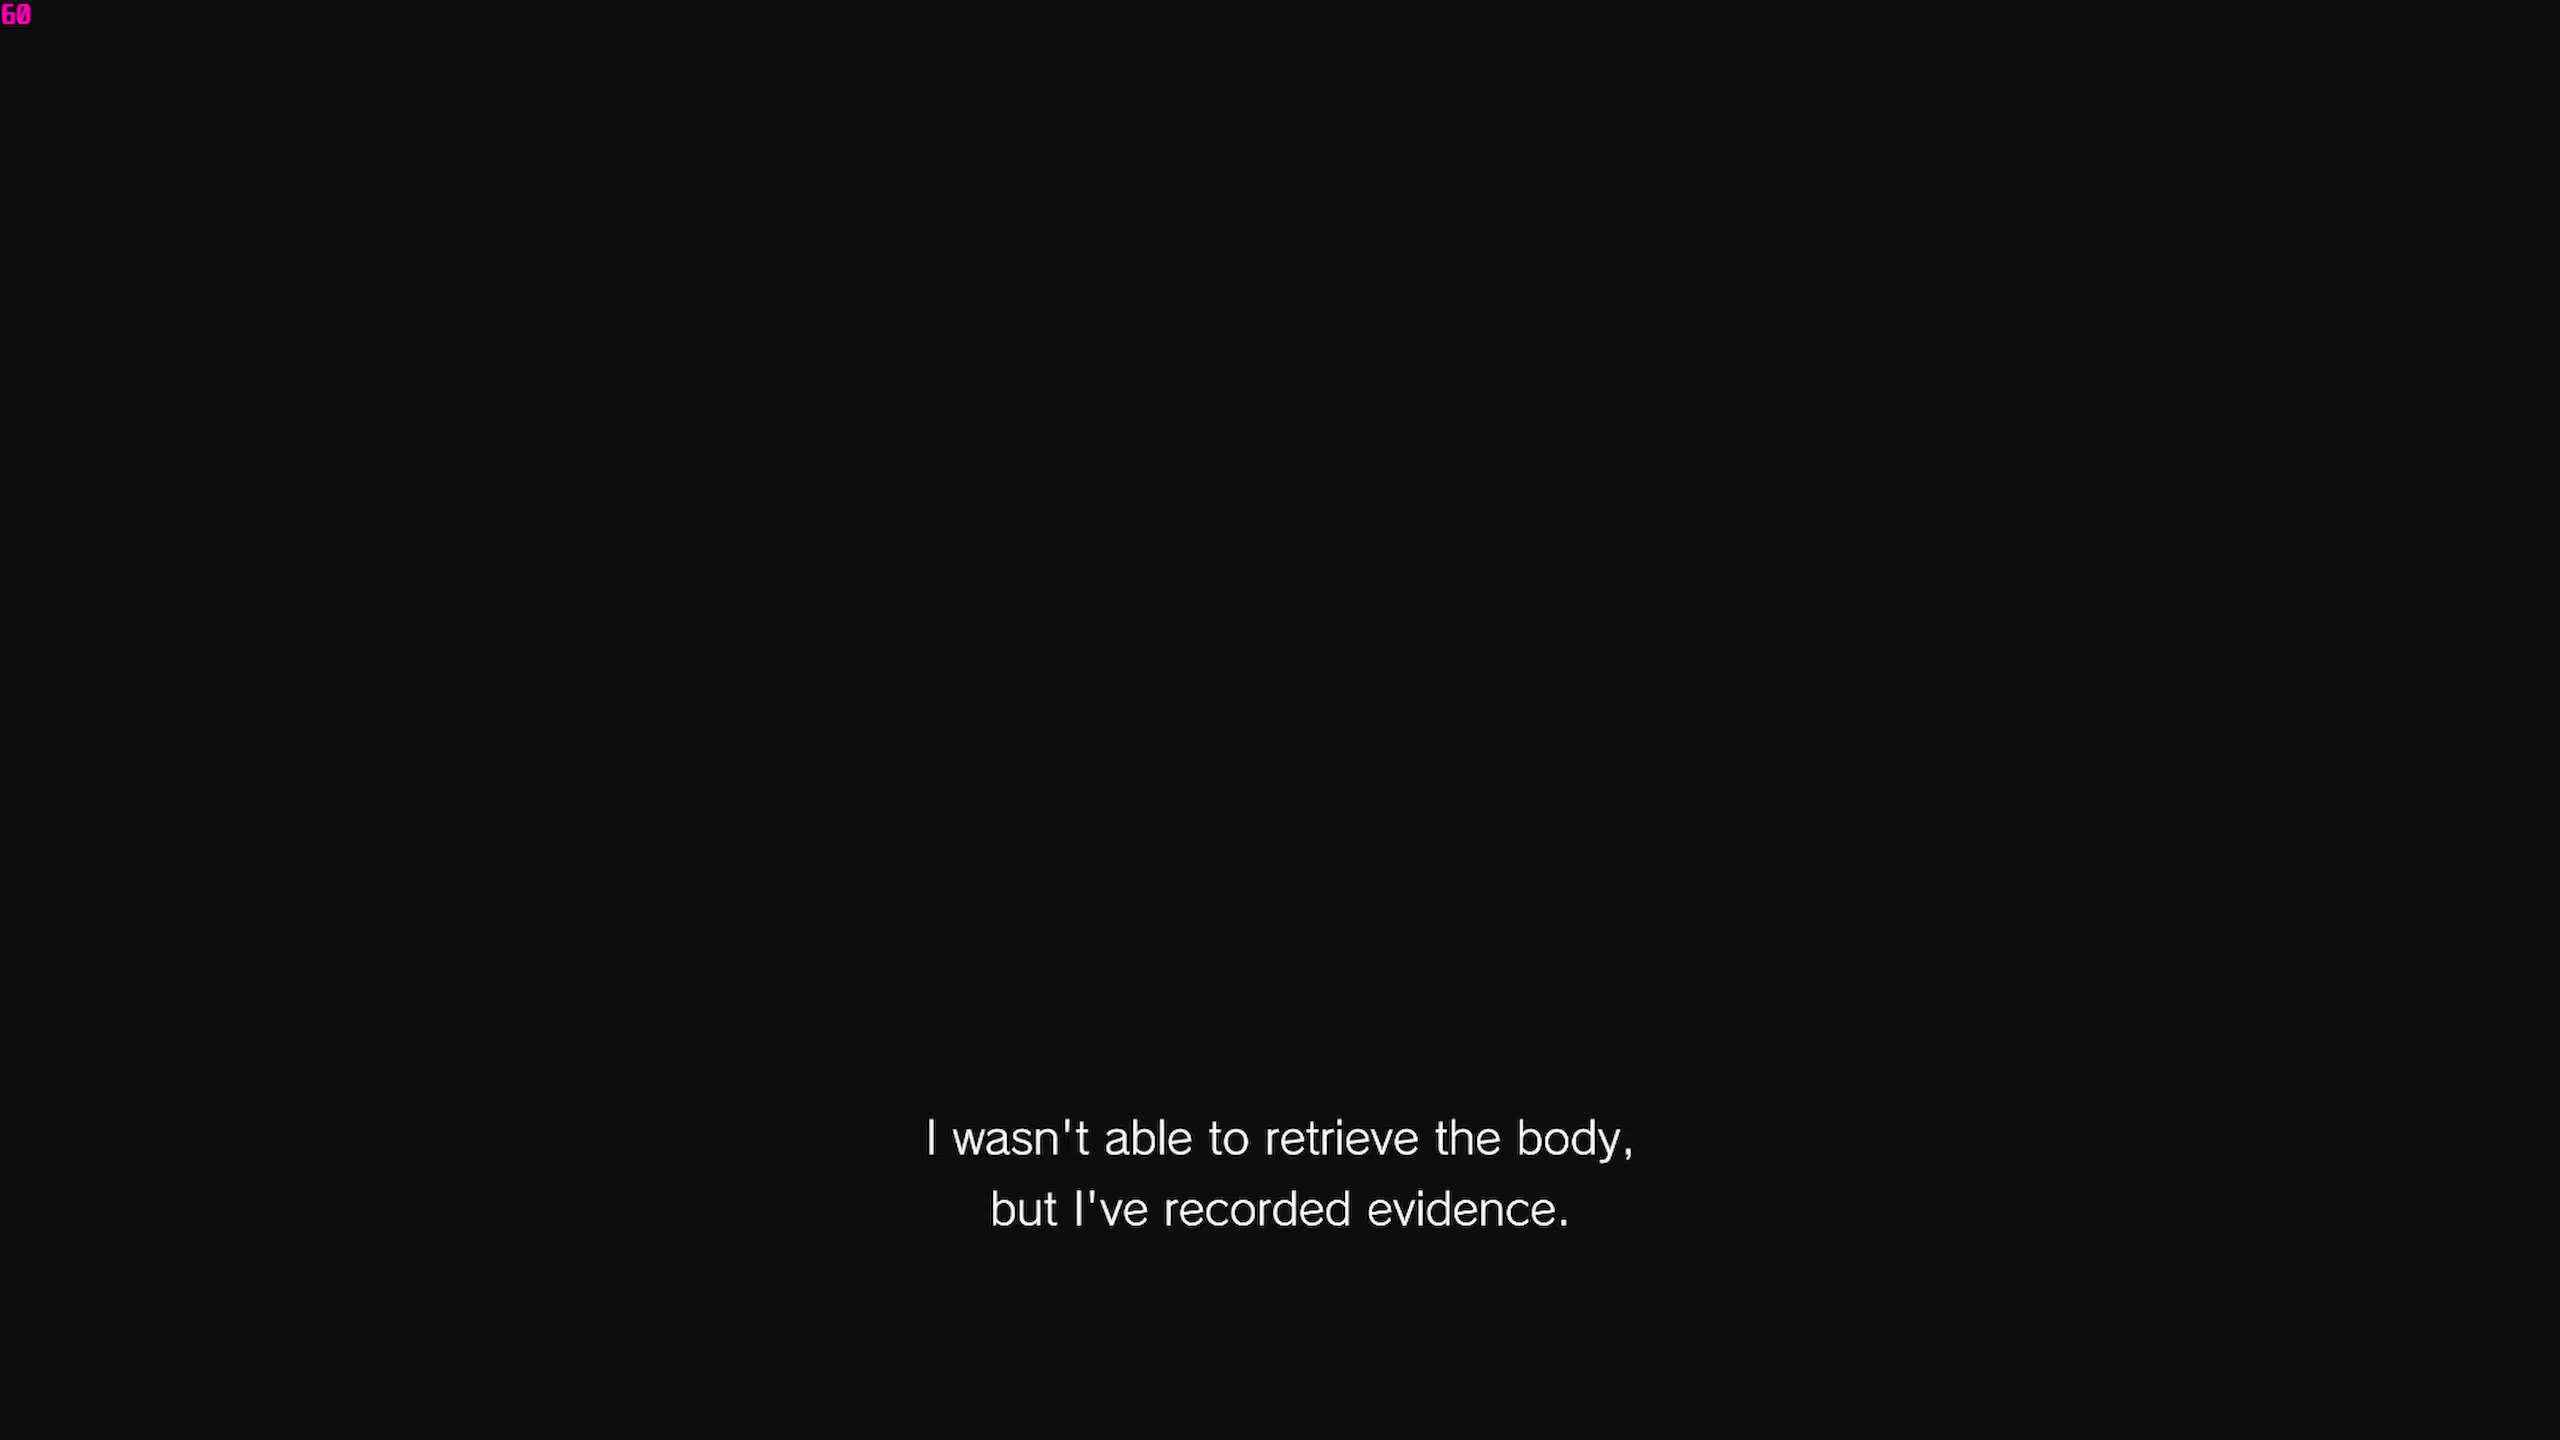 60
I wasn't able to retrieve the body,
but I've recorded evidence.